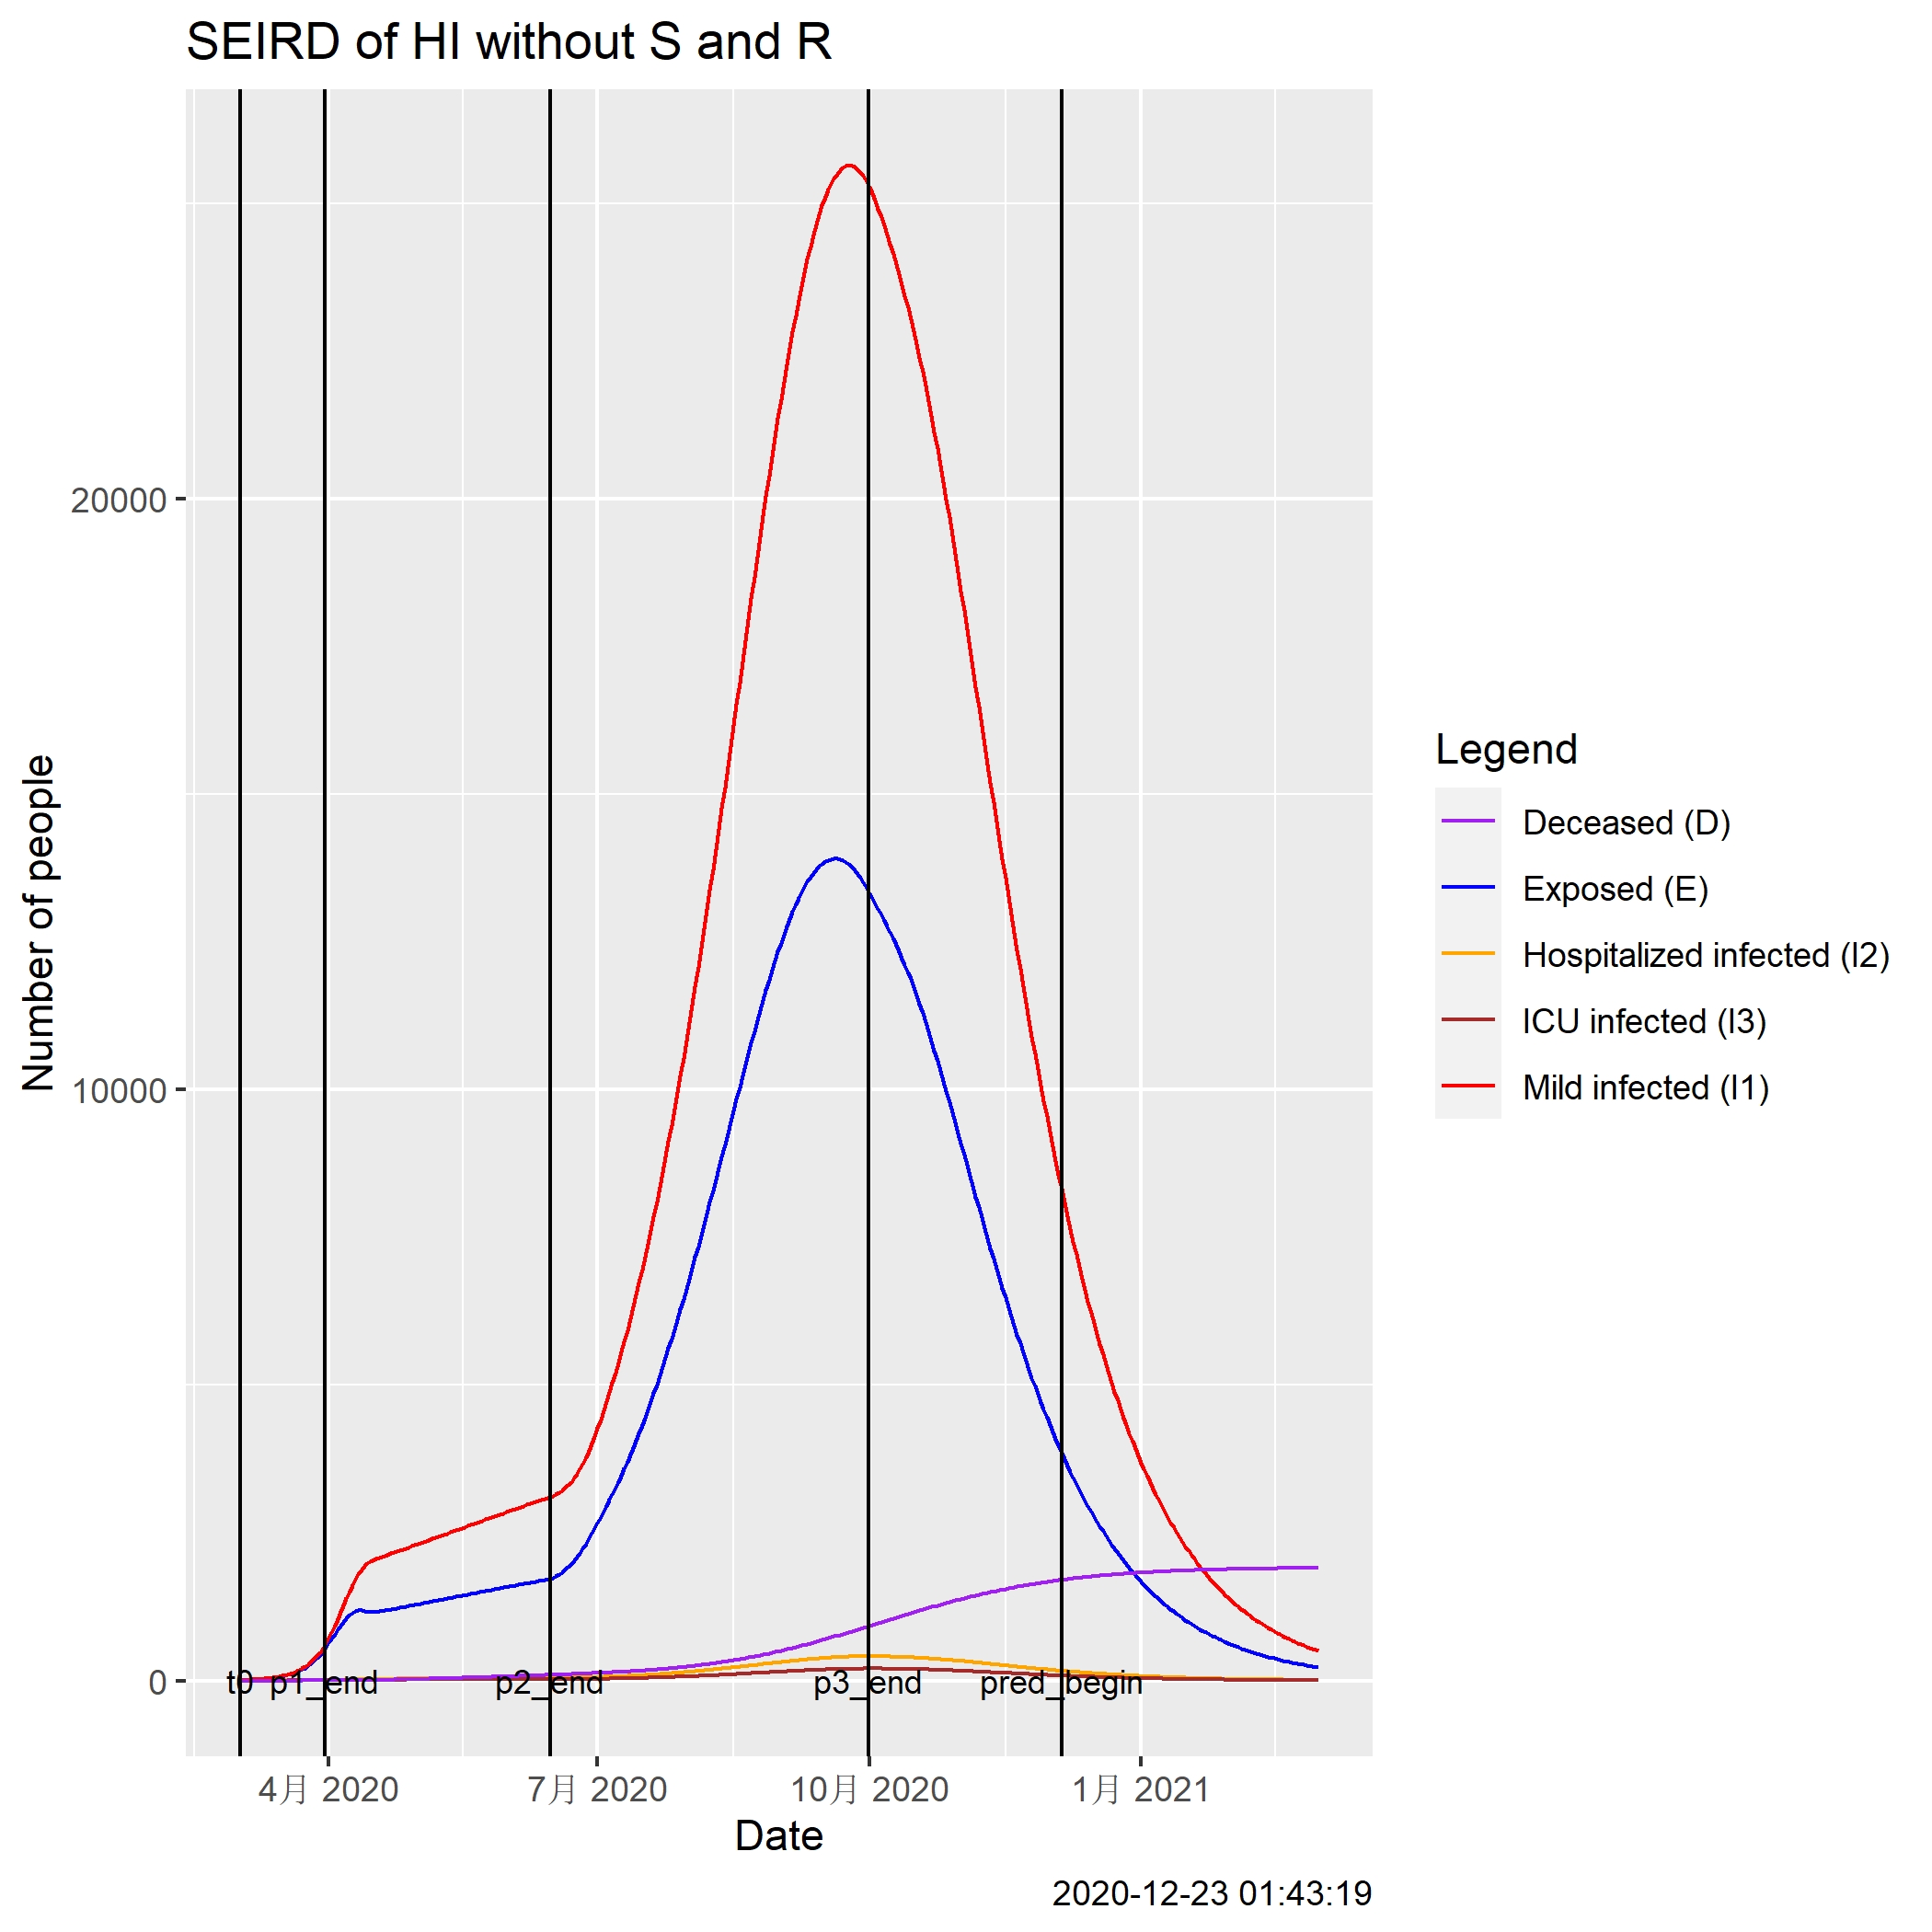 SEIRD of HI without S and R
Number of people
20000
10000
0
t0 p1_end p2_end p3_end pred_begin
4月 2020 7月 2020 10月 2020 1月 2021
Date
Legend
Deceased (D)
Exposed (E)
Hospitalized infected (I2)
ICU infected (I3)
Mild infected (I1)
2020-12-23 01:43:19